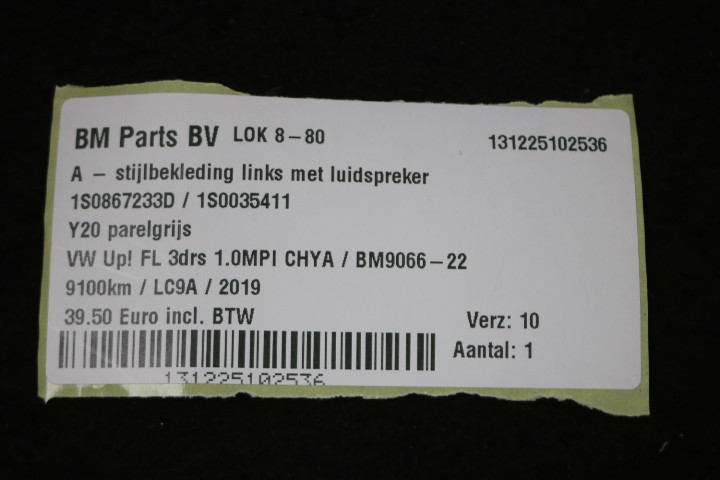 BM Parts BV LOK 8-80 131225102536
A - stijlbekleding links met luidspreker
1S0867233D / 1S0035411
Y20 parelgrijs
VW Up! FL 3drs 1.0MPI CHYA / BM9066-22
9100km / LC9A / 2019
39.50 Euro incl. BTW Verz: 10
Aantal: 1
131225102536